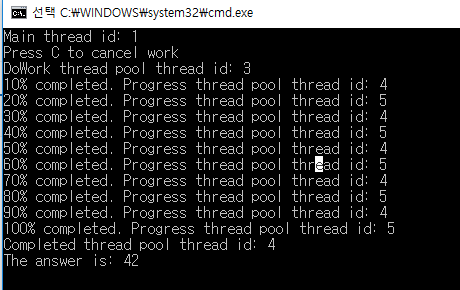 선택 C:\WINDOWS\system32\cmd.exe
Main thread id: 1
Press C to cancel work
DoWork thread pool thread id: 3
10% completed. Progress thread pool thread id: 4
20% completed. Progress thread pool thread id: 5
30% completed. Progress thread pool thread id: 4
40% completed. Progress thread pool thread id: 5
50% completed. Progress thread pool thread id: 4
60% completed. Progress thread pool thread id: 5
70% completed. Progress thread pool thread id: 4
80% completed. Progress thread pool thread id: 5
90% completed. Progress thread pool thread id: 4
100% completed. Progress thread pool thread id: 5
Completed thread pool thread id: 4
The answer is: 42